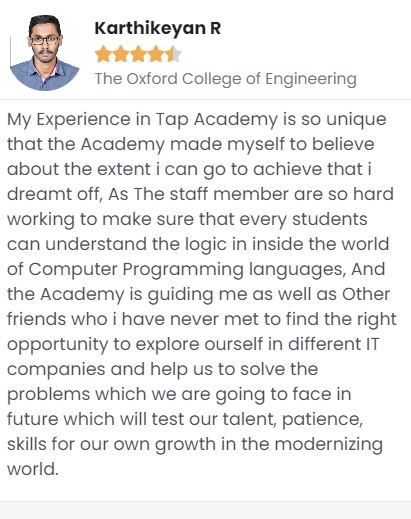 Karthikeyan R
The Oxford College of Engineering
My Experience in Tap Academy is so unique
that the Academy made myself to believe
about the extent i can go to achieve that i
dreamt off, As The staff member are so hard
working to make sure that every students
can understand the logic in inside the world
of Computer Programming languages, And
the Academy is guiding me as well as Other
friends who i have never met to find the right
opportunity to explore ourself in different IT
companies and help us to solve the
problems which we are going to face in
future which will test our talent, patience,
skills for our own growth in the modernizing
world.